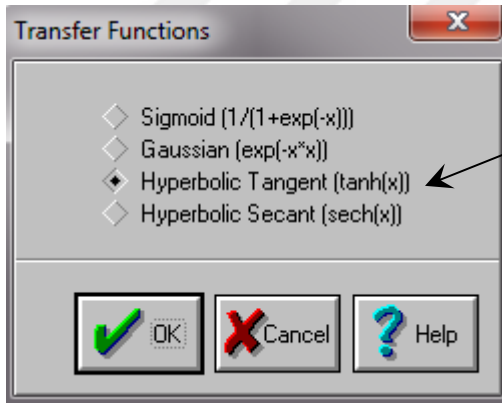 Transfer Functions
Sigmoid (1/(1+exp(-x)))
Gaussian (exp(-x*x))
Hyperbolic Tangent (tanh(x))
Hyperbolic Secant (sech(x))
OK Cancel Help